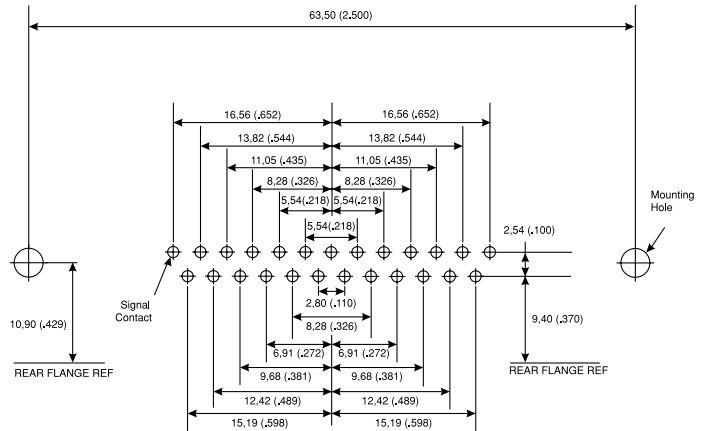 63,50 (2.500)
16,56 (.652) 16,56 (.652)
13,82 (.544) 13,82 (.544)
11,05 (.435) 11,05 (.435)
8,28 (.326) 8,28 (.326)
5,54(.218) 5,54(.218)
5,54(.218)
Mounting
Hole
2,54 (.100)
Signal
Contact
2,80 (.110)
10,90 (.429)
9,40 (.370)
8,28 (.326)
6,91 (.272) 6,91 (.272)
REAR FLANGE REF
REAR FLANGE REF
9,68 (.381) 9,68 (.381)
12,42 (.489) 12,42 (.489)
15,19 (.598) 15,19 (.598)